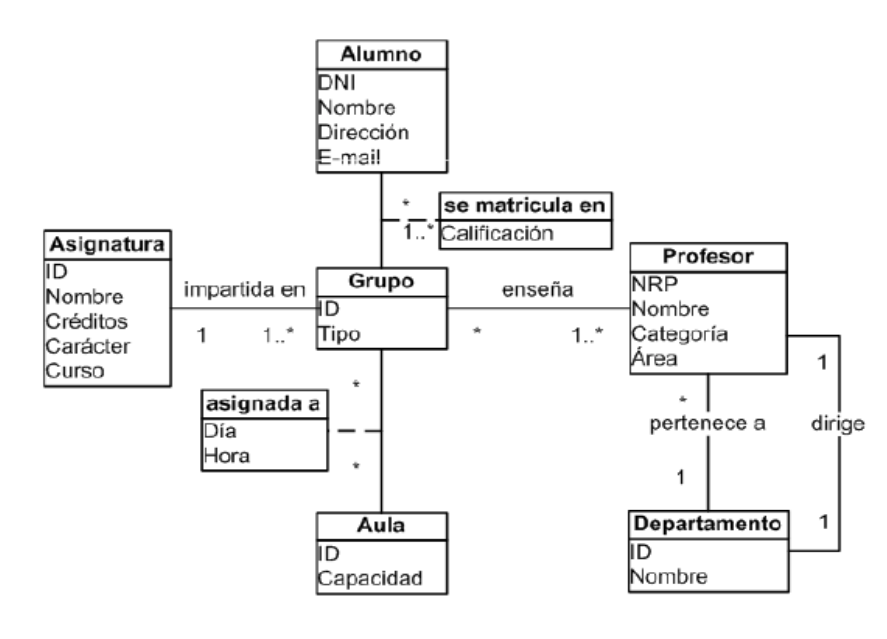 Alumno
DNI
Nombre
Dirección
E-mail
*
1..*
se matricula en
Calificación
Asignatura
ID
Nombre
Créditos
Carácter
Curso
impartida en
1
1..*
Grupo
ID
Tipo
enseña
*
1..*
Profesor
NRP
Nombre
Categoría
Área
*
asignada a
Día
Hora
*
*
pertenece a
1
1
dirige
1
Aula
ID
Capacidad
Departamento
ID
Nombre